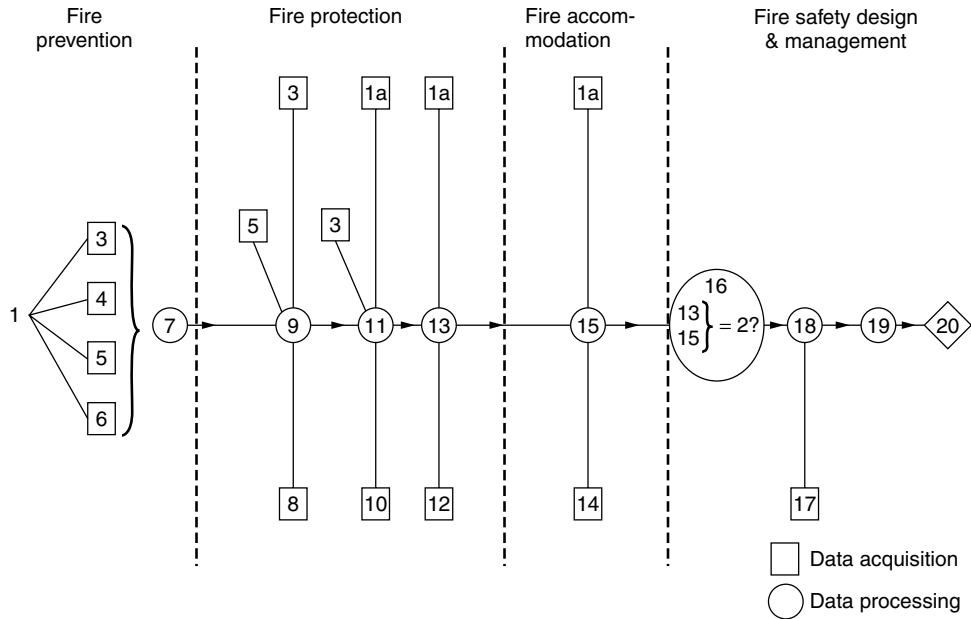 Fire
prevention
Fire protection
Fire accom-
modation
Fire safety design
& management
3
1a
1a
1a
5
3
3
1
4
5
6
7
9
11
13
15
16
13
15
= 2?
18
19
20
8
10
12
14
17
Data acquisition
Data processing